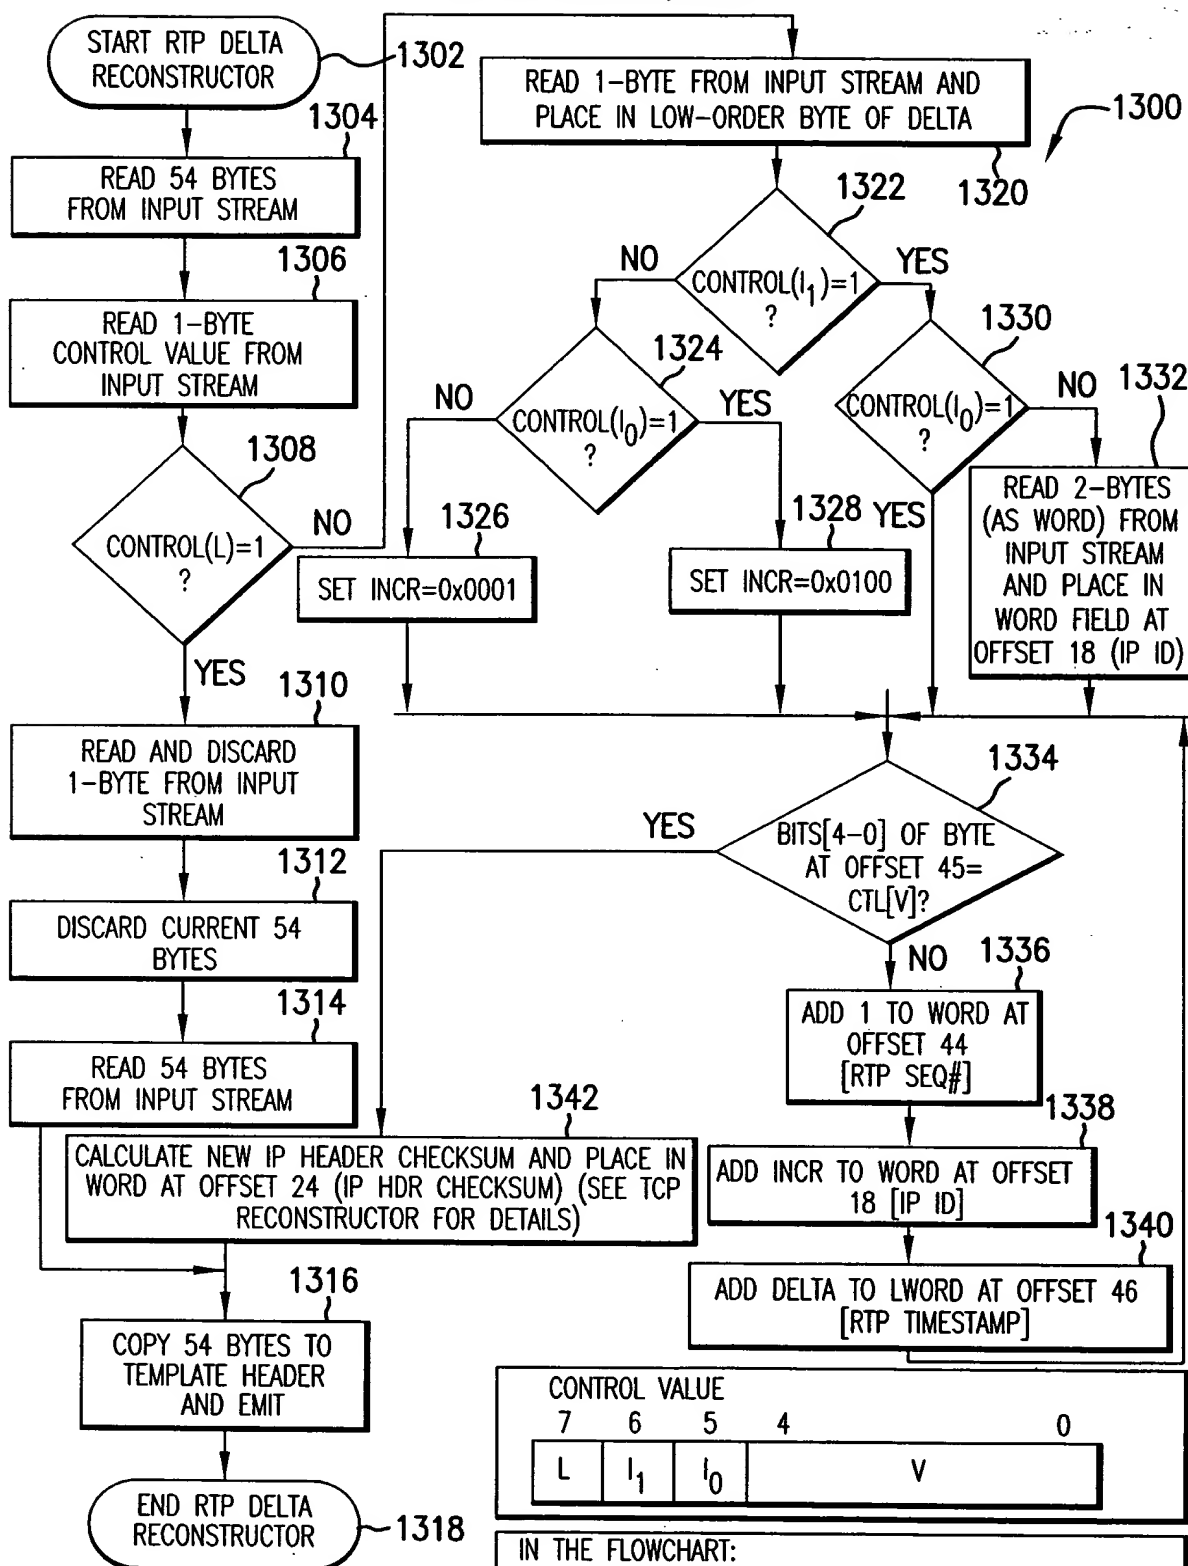 START RTP DELTA
RECONSTRUCTOR
1302
1304
READ 54 BYTES
FROM INPUT STREAM
1306
READ 1-BYTE
CONTROL VALUE FROM
INPUT STREAM
1308
CONTROL(L)=1
?
NO
YES
1310
READ AND DISCARD
1-BYTE FROM INPUT
STREAM
1312
DISCARD CURRENT 54
BYTES
1314
READ 54 BYTES
FROM INPUT STREAM
1300
READ 1-BYTE FROM INPUT STREAM AND
PLACE IN LOW-ORDER BYTE OF DELTA
1320
1322
CONTROL(I₁)=1
?
NO
YES
1324
CONTROL(I₀)=1
?
NO
YES
1326
SET INCR=0x0001
1328
SET INCR=0x0100
1330
CONTROL(I₀)=1
?
NO
YES
1332
READ 2-BYTES
(AS WORD) FROM
INPUT STREAM
AND PLACE IN
WORD FIELD AT
OFFSET 18 (IP ID)
1334
BITS[4-0] OF BYTE
AT OFFSET 45=
CTL[V]?
YES
NO
1336
ADD 1 TO WORD AT
OFFSET 44
[RTP SEQ#]
1338
ADD INCR TO WORD AT OFFSET
18 [IP ID]
1340
ADD DELTA TO LWORD AT OFFSET 46
[RTP TIMESTAMP]
1342
CALCULATE NEW IP HEADER CHECKSUM AND PLACE IN
WORD AT OFFSET 24 (IP HDR CHECKSUM) (SEE TCP
RECONSTRUCTOR FOR DETAILS)
1316
COPY 54 BYTES TO
TEMPLATE HEADER
AND EMIT
END RTP DELTA
RECONSTRUCTOR
1318
CONTROL VALUE
7 6 5 4 0
L I₁ I₀ V
IN THE FLOWCHART: